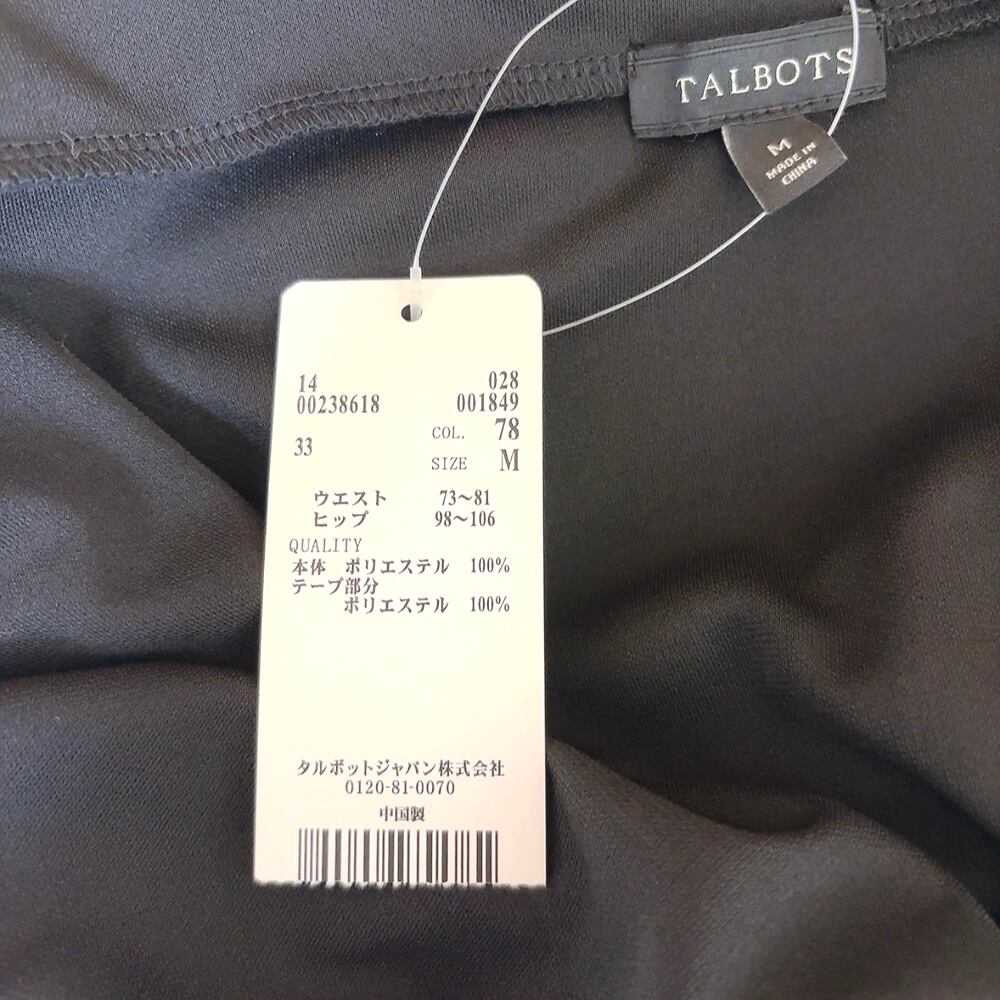 TALBOTS
M
MADE IN
CHINA
14 028
00238618 001849
33 COL. 78
SIZE M
ウエスト 73〜81
ヒップ 98〜106
QUALITY
本体 ポリエステル 100%
テープ部分
ポリエステル 100%
タルボットジャパン株式会社
0120-81-0070
中国製